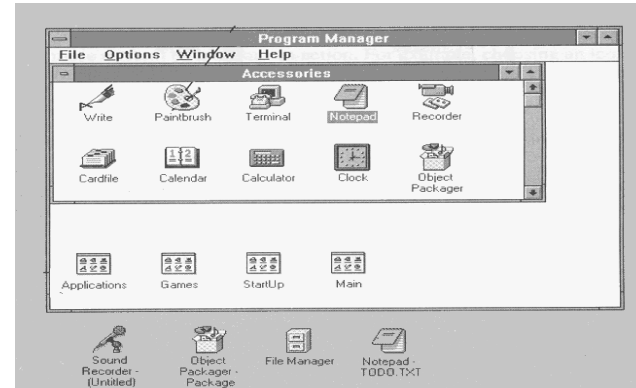 Program Manager
File Options Window Help
Accessories
Write Paintbrush Terminal Notepad Recorder
Cardfile Calendar Calculator Clock Object
Packager
Applications Games StartUp Main
Sound Object File Manager Notepad -
Recorder - Packager - TODO.TXT
(Untitled) Package